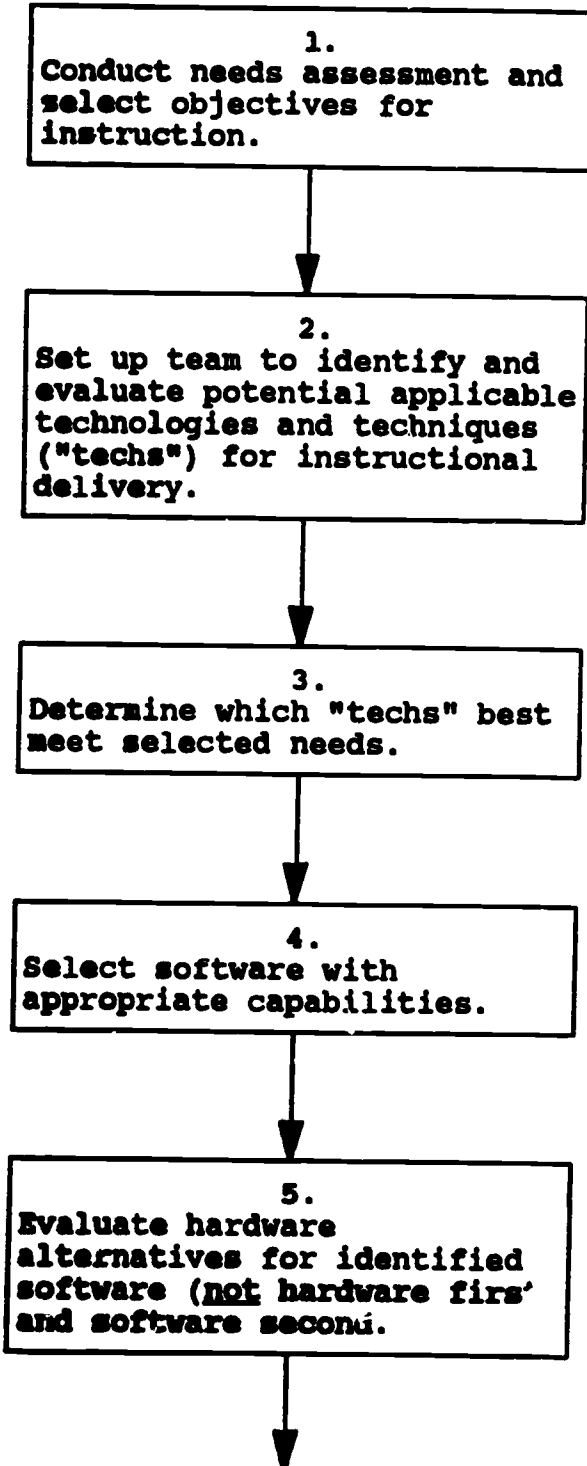 1.
Conduct needs assessment and
select objectives for
instruction.
2.
Set up team to identify and
evaluate potential applicable
technologies and techniques
("techs") for instructional
delivery.
3.
Determine which "techs" best
meet selected needs.
4.
Select software with
appropriate capabilities.
5.
Evaluate hardware
alternatives for identified
software (not hardware firs
and software second.